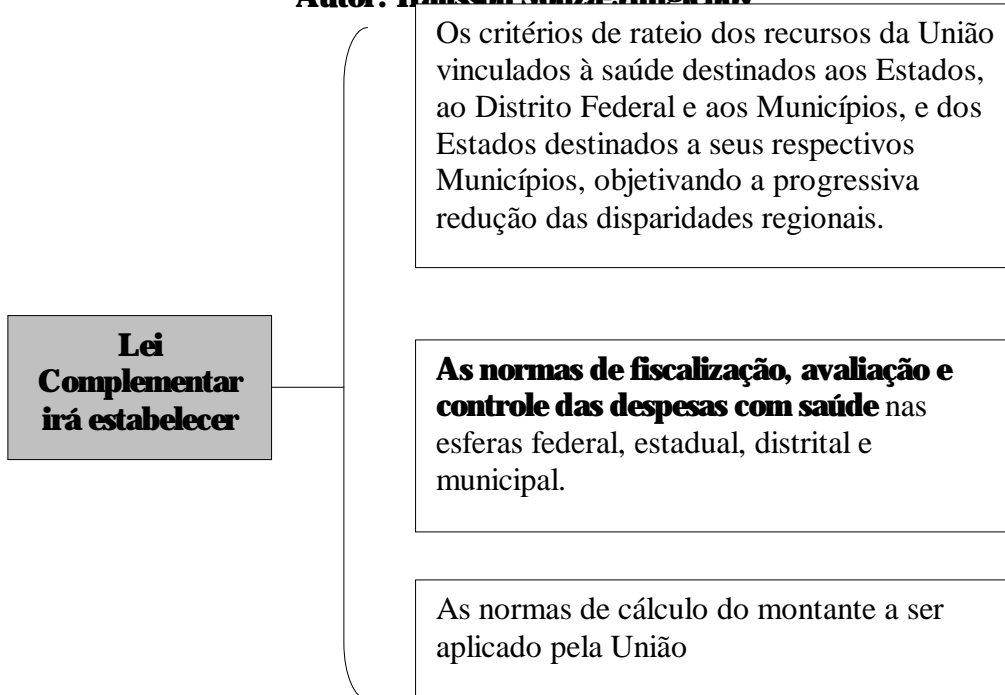 Autor:
Os critérios de rateio dos recursos da União
vinculados à saúde destinados aos Estados,
ao Distrito Federal e aos Municípios, e dos
Estados destinados a seus respectivos
Municípios, objetivando a progressiva
redução das disparidades regionais.
Lei
Complementar
irá estabelecer
As normas de fiscalização, avaliação e
controle das despesas com saúde nas
esferas federal, estadual, distrital e
municipal.
As normas de cálculo do montante a ser
aplicado pela União